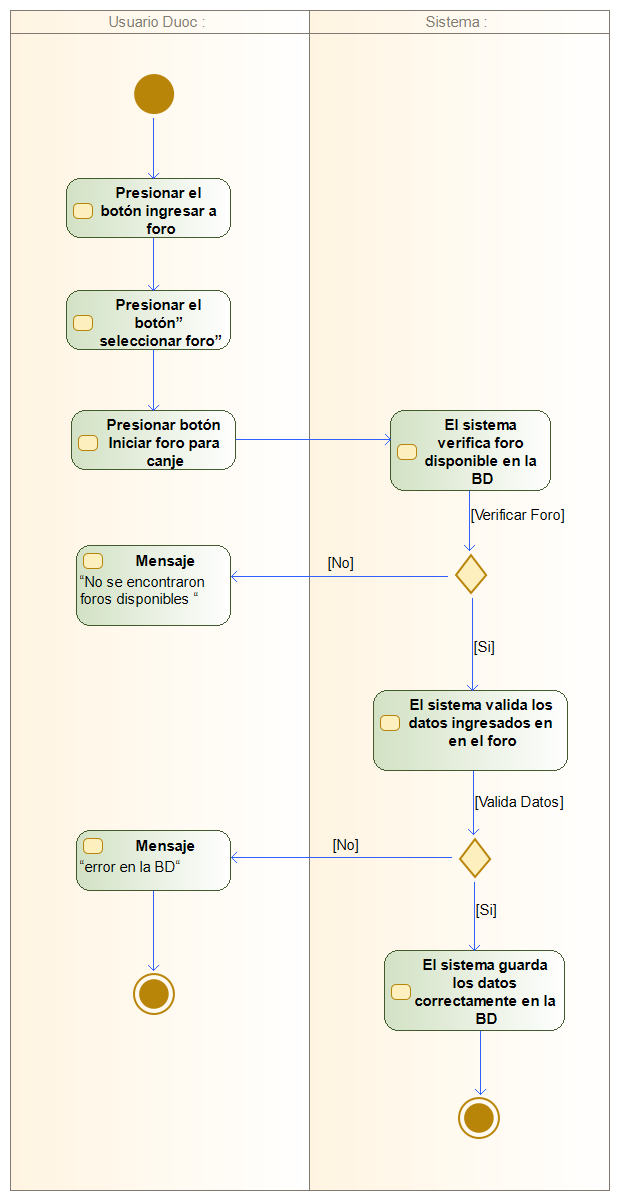 Usuario Duoc :
Sistema :
Presionar el
botón ingresar a
foro
Presionar el
botón”
seleccionar foro”
Presionar botón
Iniciar foro para
canje
El sistema
verifica foro
disponible en la
BD
[Verificar Foro]
Mensaje
“No se encontraron
foros disponibles “
[No]
[Si]
El sistema valida los
datos ingresados en
en el foro
[Valida Datos]
Mensaje
“error en la BD“
[No]
[Si]
El sistema guarda
los datos
correctamente en la
BD